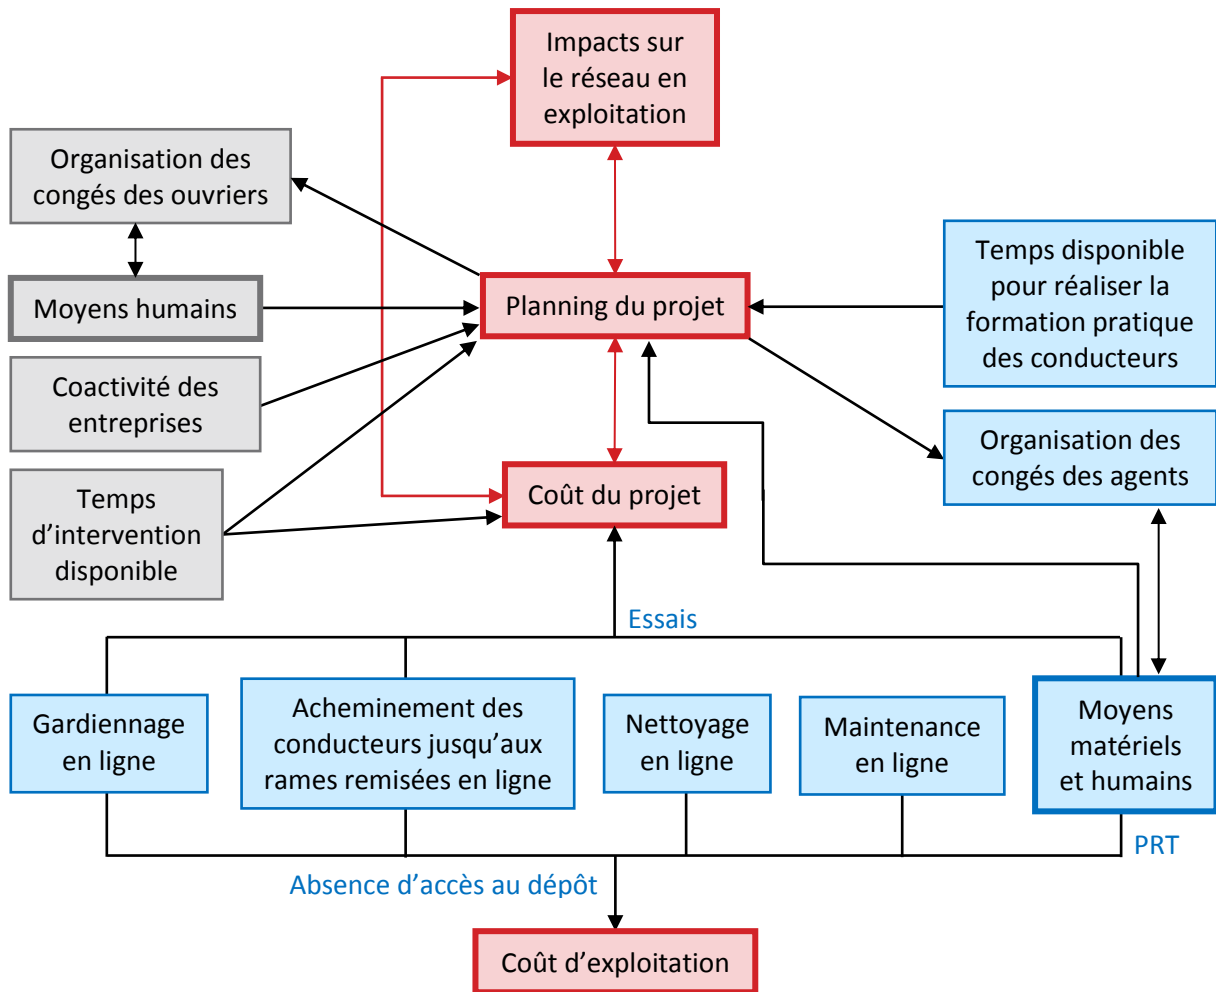 Impacts sur
le réseau en
exploitation
Organisation des
congés des ouvriers
Moyens humains
Planning du projet
Temps disponible
pour réaliser la
formation pratique
des conducteurs
Coactivité des
entreprises
Organisation des
congés des agents
Temps
d’intervention
disponible
Coût du projet
Essais
Gardiennage
en ligne
Acheminement des
conducteurs jusqu’aux
rames remisées en ligne
Nettoyage
en ligne
Maintenance
en ligne
Moyens
matériels
et humains
PRT
Absence d’accès au dépôt
Coût d’exploitation